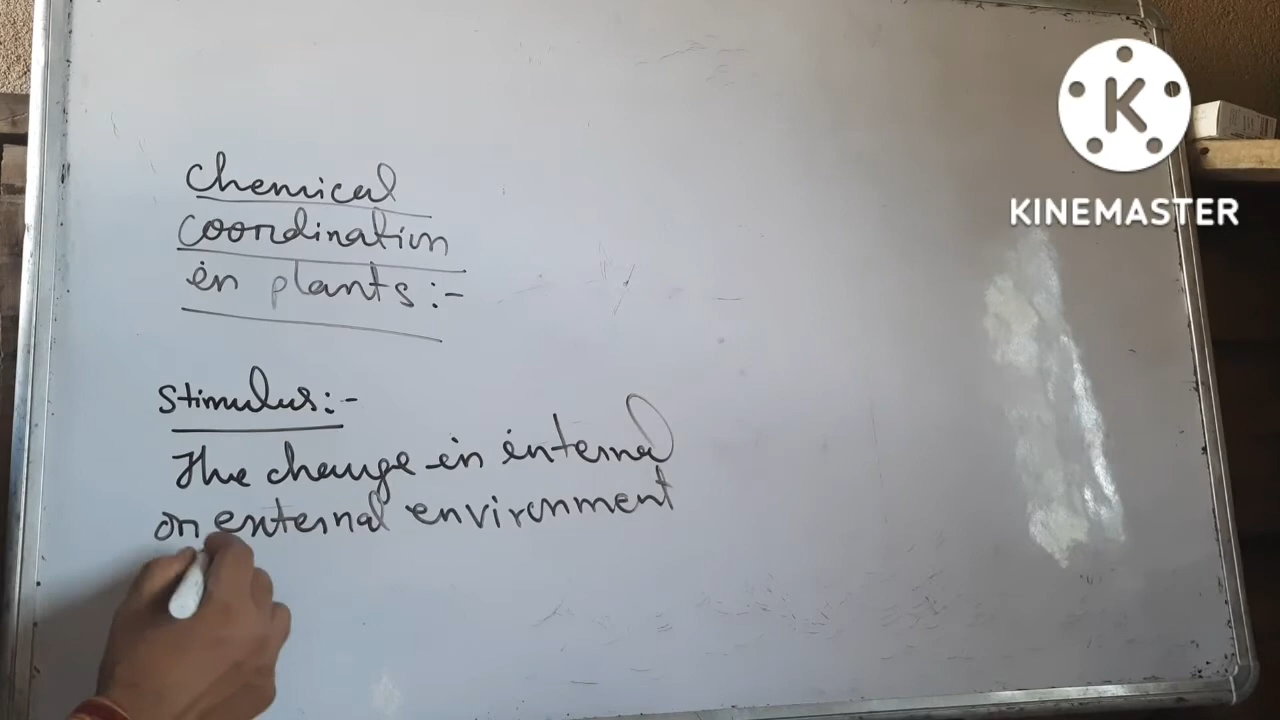 Chemical
coordination
in plants:-
Stimulus:-
The change in internal
or external environment
K
KINEMASTER